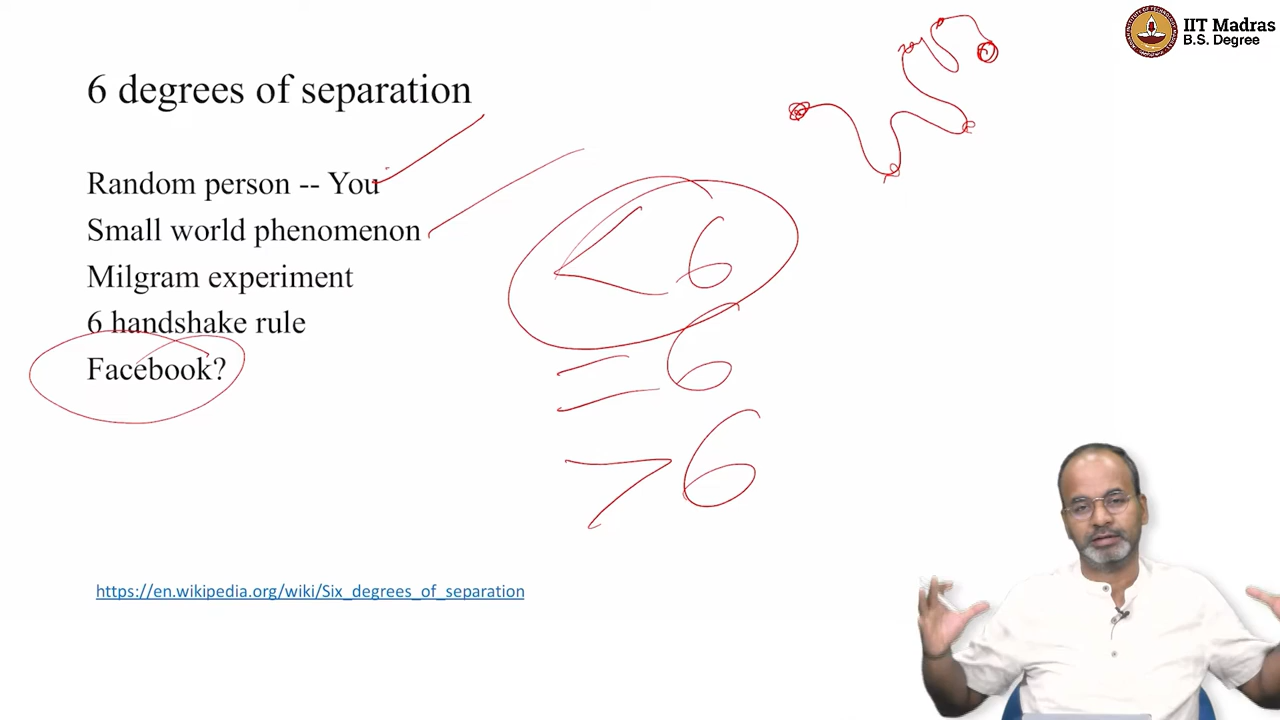 6 degrees of separation
IIT Madras
B.S. Degree
Random person -- You
Small world phenomenon
Milgram experiment
6 handshake rule
Facebook?
< 6
= 6
> 6
https://en.wikipedia.org/wiki/Six_degrees_of_separation